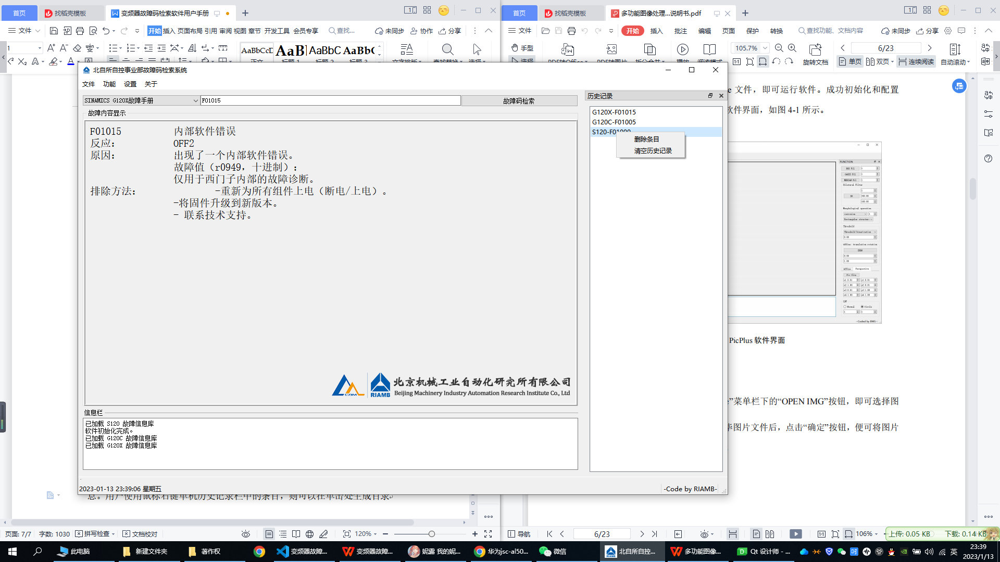 首页
找稻壳模板
变频器故障码检索软件用户手册
首页
找稻壳模板
多功能图像处理...说明书.pdf
文件
开始 插入 页面布局 引用 审阅 视图 章节 开发工具 会员专享
查找...
未同步
协作
分享
文件
开始
插入
批注
编辑
页面
保护
转换
查找功能、文档内容
未同步
分享
AaBbCcD
AaBb
AaBbC
AaBbC
手型
105.7%
6/23
旋转文档
单页
双页
连续阅读
自动滚动
北自所自控事业部故障码检索系统
文件
功能
设置
关于
SINAMICS G120X故障手册
F01015
故障码检索
故障内容显示
F01015 内部软件错误
反应: OFF2
原因: 出现了一个内部软件错误。
故障值（r0949, 十进制）:
仅用于西门子内部的故障诊断。
排除方法: -重新为所有组件上电（断电/上电）。
-将固件升级到新版本。
- 联系技术支持。
北京机械工业自动化研究所有限公司
RIAMB
Beijing Machinery Industry Automation Research Institute Co., Ltd
信息栏
已加载 S120 故障信息库
软件初始化完成。
已加载 G120C 故障信息库
已加载 G120X 故障信息库
2023-01-13 23:39:06 星期五
-Code by RIAMB-
历史记录
G120X-F01015
G120C-F01005
S120-F01000
删除条目
清空历史记录
e 文件，即可运行软件。成功初始化和配置
软件界面，如图 4-1 所示。
FUNCTION
Bilateral Filter
Morphological operation
Threshold
Threshold binarization
Affine: translation rotation
ZERO
Affine
Perspective
Normal
Circle
--Coded by BMS--
PicPlus 软件界面
e”菜单栏下的“OPEN IMG”按钮，即可选择图
图片文件后，点击“确定”按钮，便可将图片
息。用户使用鼠标右键单机历史记录栏中的条目，则可以在单击处生成目录
页面: 7/7
字数: 1030
拼写检查
文档校对
120%
导航
6/23
106%
上传: 0.05 KB
下载: 0.14 KB
此电脑
新建文件夹
著作权
变频器故障...
变频器故障...
妮露 我的妮...
华为jsc-al50...
微信
北自所自控...
多功能图像...
Qt 设计师 - ...
英
23:39
2023/1/13